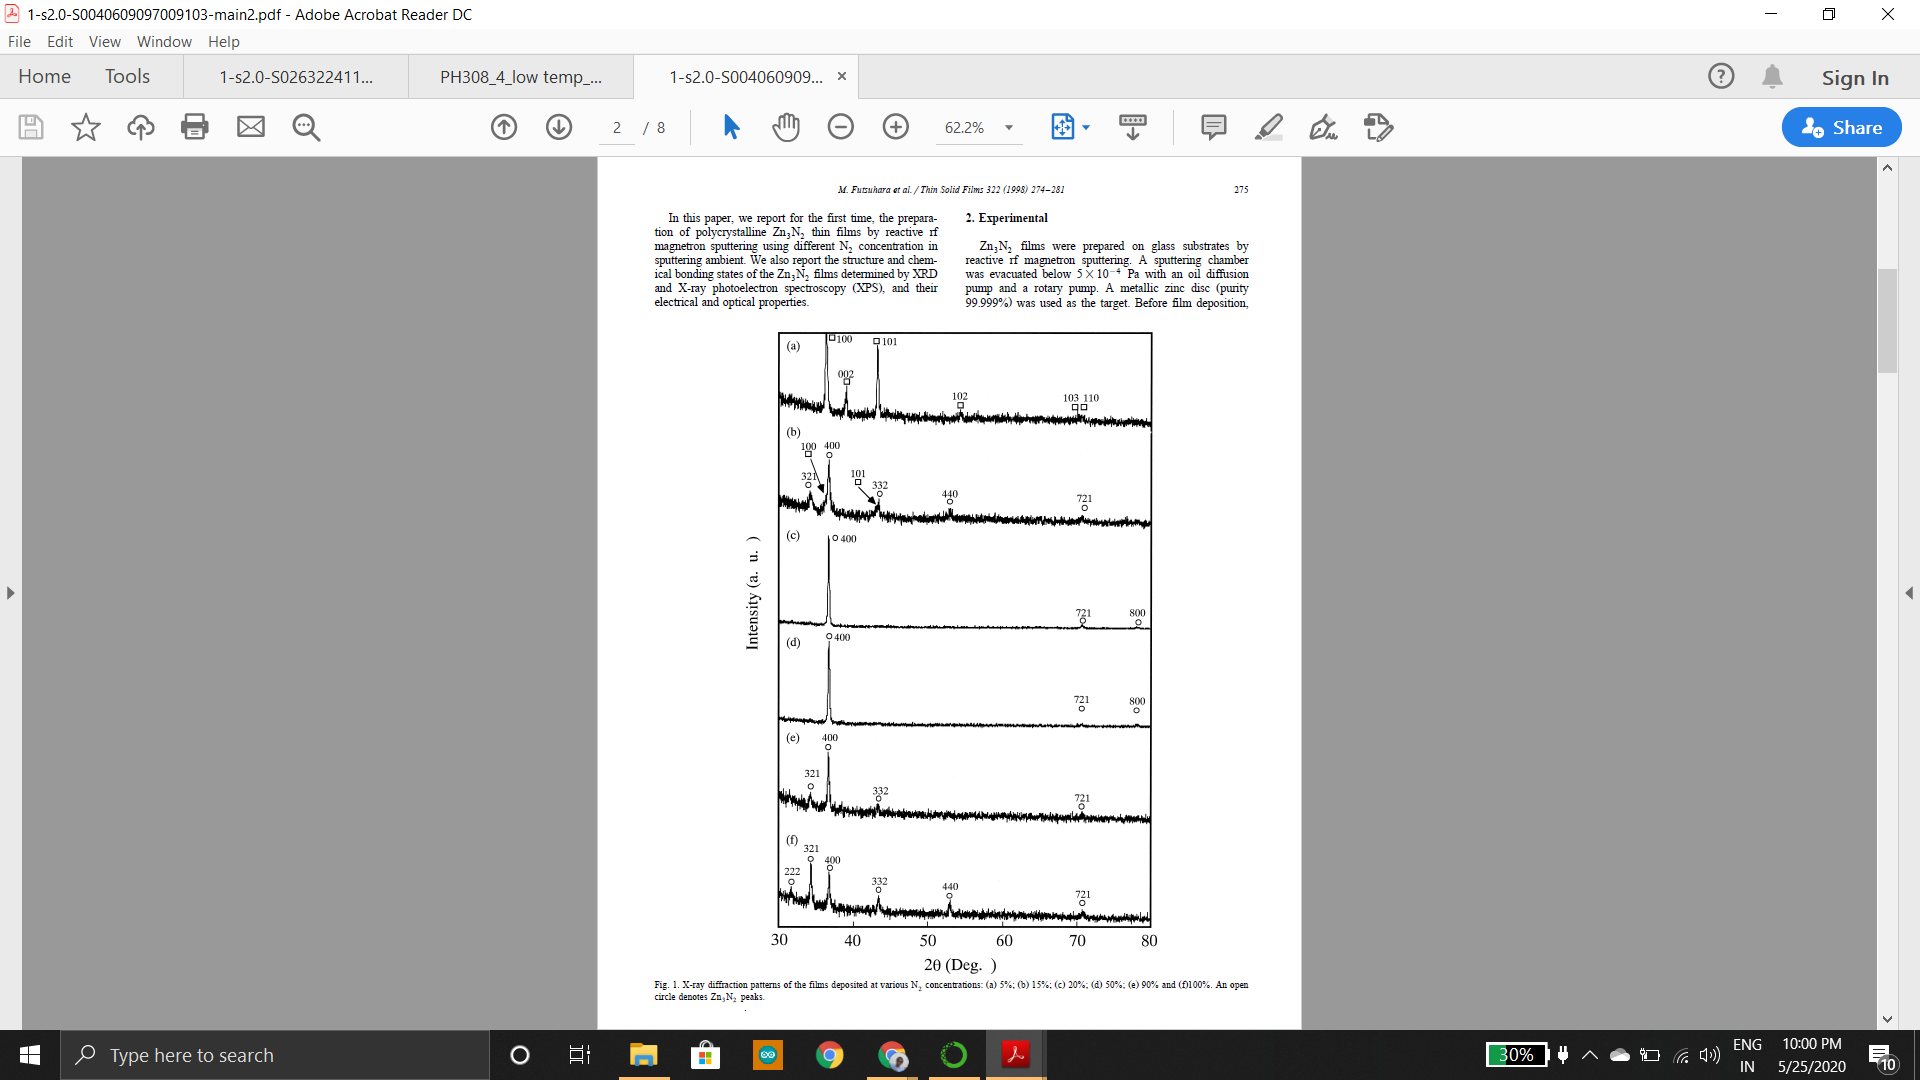 1-s2.0-S0040609097009103-main2.pdf - Adobe Acrobat Reader DC
File Edit View Window Help
Home Tools 1-s2.0-S026322411... PH308_4_low temp_... 1-s2.0-S004060909... ×
Sign In
2 / 8 62.2%
Share
M. Futsuhara et al. / Thin Solid Films 322 (1998) 274–281 275
In this paper, we report for the first time, the prepara-
tion of polycrystalline Zn₃N₂ thin films by reactive rf
magnetron sputtering using different N₂ concentration in
sputtering ambient. We also report the structure and chem-
ical bonding states of the Zn₃N₂ films determined by XRD
and X-ray photoelectron spectroscopy (XPS), and their
electrical and optical properties.
2. Experimental
Zn₃N₂ films were prepared on glass substrates by
reactive rf magnetron sputtering. A sputtering chamber
was evacuated below 5 × 10⁻⁴ Pa with an oil diffusion
pump and a rotary pump. A metallic zinc disc (purity
99.999%) was used as the target. Before film deposition,
(a) □100 □101
002
102 103 110
(b)
100 400
321 101 332 440 721
(c) ○ 400
721 800
(d) ○ 400
721 800
(e) 400
321 332 721
(f) 321
222 400 332 440 721
Intensity (a. u. )
30 40 50 60 70 80
2θ (Deg. )
Fig. 1. X-ray diffraction patterns of the films deposited at various N₂ concentrations: (a) 5%; (b) 15%; (c) 20%; (d) 50%; (e) 90% and (f)100%. An open
circle denotes Zn₃N₂ peaks.
Type here to search
30%
ENG
IN
10:00 PM
5/25/2020
10